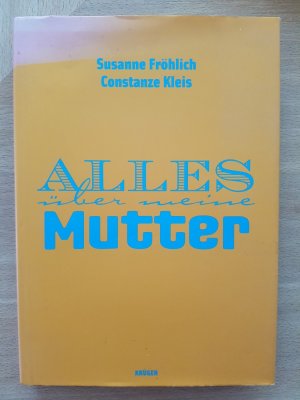 Susanne Fröhlich
Constanze Kleis
ALLES
über meine
Mutter
KRÜGER